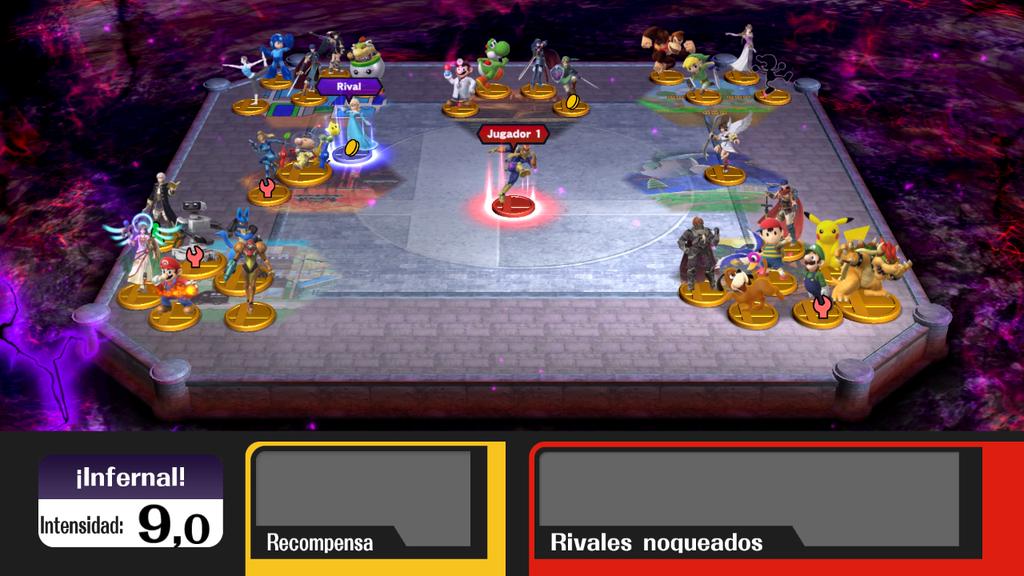 Rival
Jugador 1
¡Infernal!
Intensidad: 9,0
Recompensa
Rivales noqueados